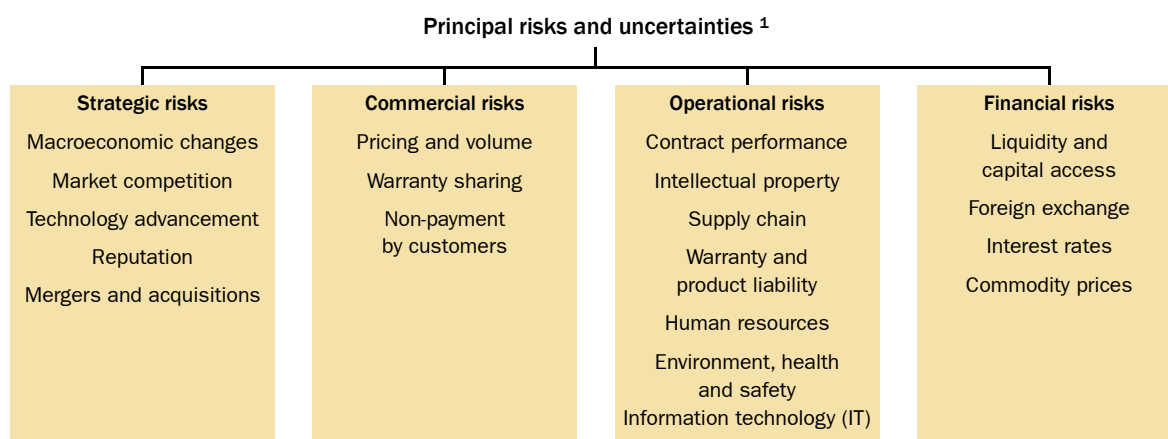 Principal risks and uncertainties 1
Strategic risks
Macroeconomic changes
Market competition
Technology advancement
Reputation
Mergers and acquisitions
Commercial risks
Pricing and volume
Warranty sharing
Non-payment
by customers
Operational risks
Contract performance
Intellectual property
Supply chain
Warranty and
product liability
Human resources
Environment, health
and safety
Information technology (IT)
Financial risks
Liquidity and
capital access
Foreign exchange
Interest rates
Commodity prices